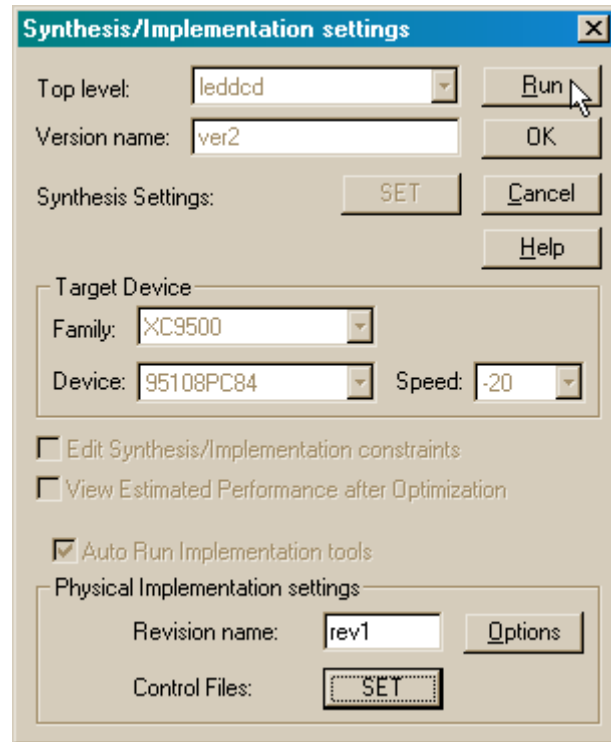 Synthesis/Implementation settings
Top level: leddcd Run
Version name: ver2 OK
Synthesis Settings: SET Cancel
Help
Target Device
Family: XC9500
Device: 95108PC84 Speed: -20
Edit Synthesis/Implementation constraints
View Estimated Performance after Optimization
Auto Run Implementation tools
Physical Implementation settings
Revision name: rev1 Options
Control Files: SET